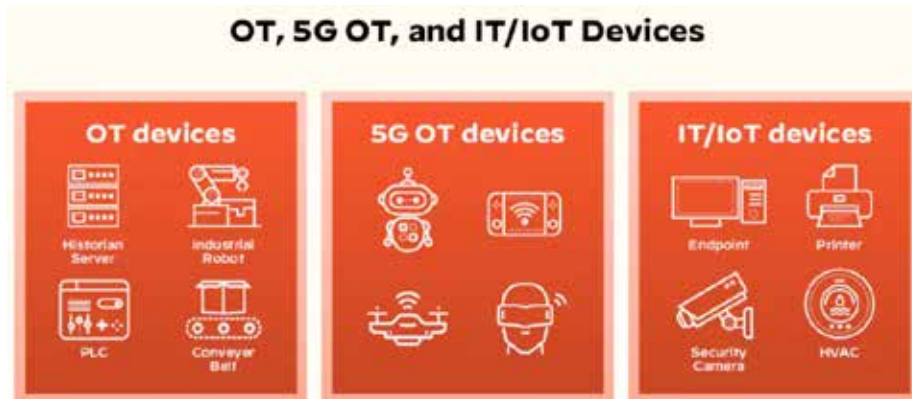 OT, 5G OT, and IT/IoT Devices
OT devices
Historian
Server
Industrial
Robot
PLC
Conveyer
Belt
5G OT devices
IT/IoT devices
Endpoint
Printer
Security
Camera
HVAC